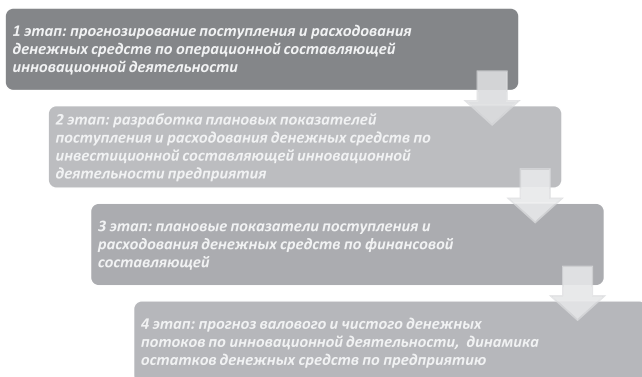 1 этап: прогнозирование поступления и расходования
денежных средств по операционной составляющей
инновационной деятельности
2 этап: разработка плановых показателей
поступления и расходования денежных средств по
инвестиционной составляющей инновационной
деятельности предприятия
3 этап: плановые показатели поступления и
расходования денежных средств по финансовой
составляющей
4 этап: прогноз валового и чистого денежных
потоков по инновационной деятельности, динамика
остатков денежных средств по предприятию